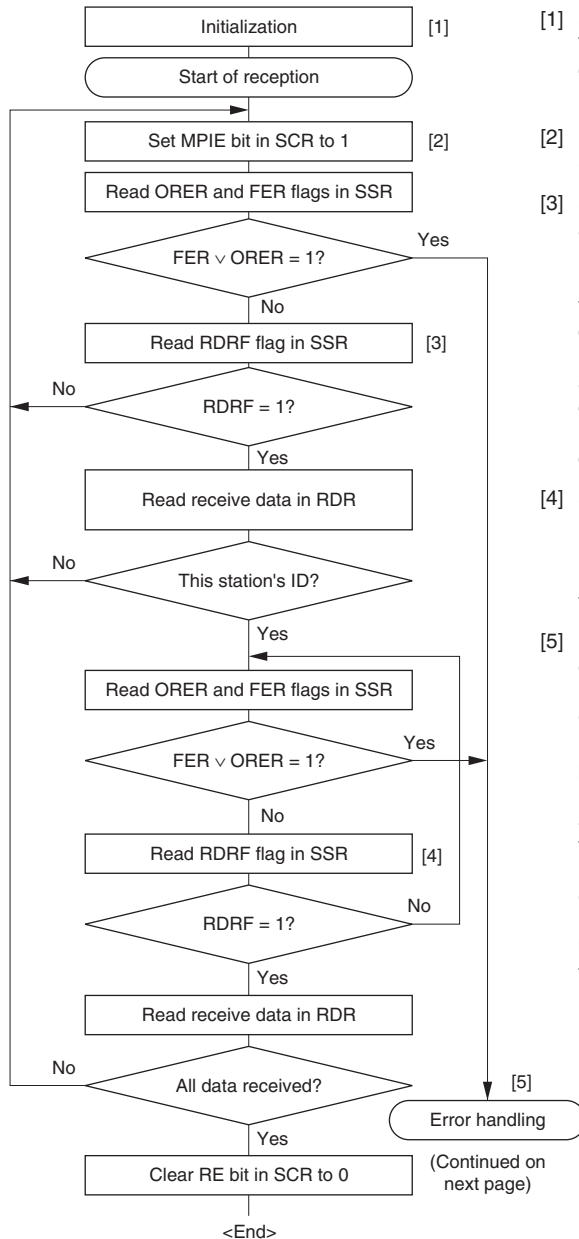 Initialization [1] [1]
Start of reception
Set MPIE bit in SCR to 1 [2] [2]
Read ORER and FER flags in SSR
[3]
Yes
FER ∨ ORER = 1?
No
Read RDRF flag in SSR [3]
No
RDRF = 1?
Yes
Read receive data in RDR [4]
No
This station's ID?
Yes
[5]
Read ORER and FER flags in SSR
Yes
FER ∨ ORER = 1?
No
Read RDRF flag in SSR [4]
No
RDRF = 1?
Yes
Read receive data in RDR
No
All data received?
[5]
Error handling
Yes
(Continued on
next page)
Clear RE bit in SCR to 0
<End>